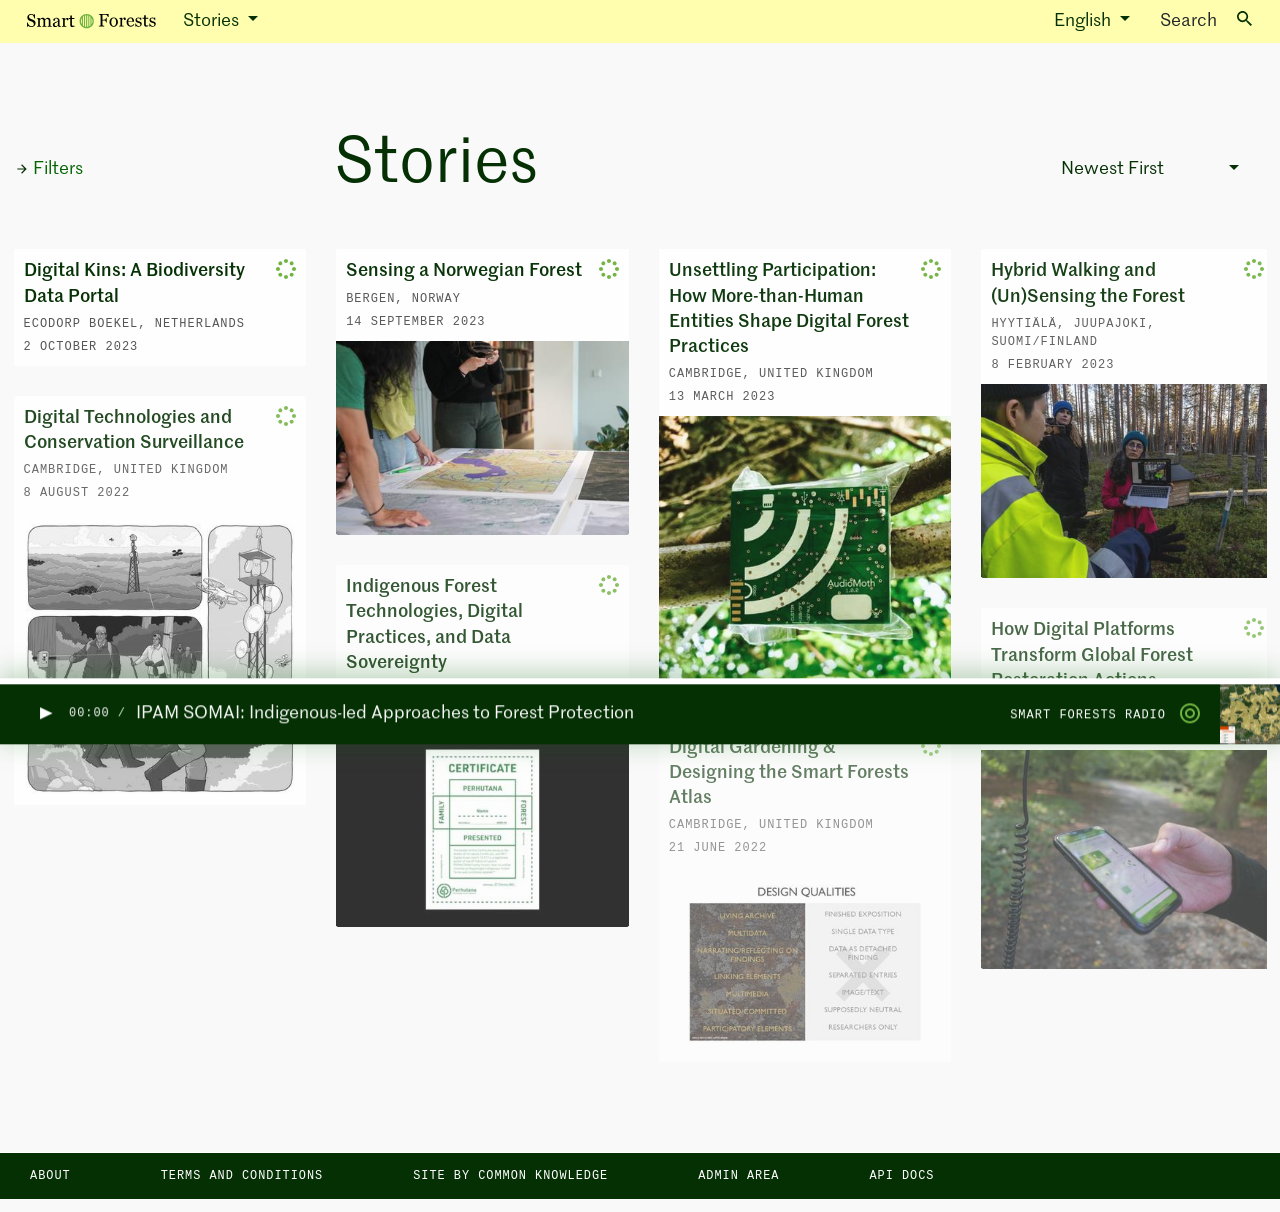 Smart Forests
Stories
English
Search
Filters
Stories
Newest First
Digital Kins: A Biodiversity
Data Portal
ECODORP BOEKEL, NETHERLANDS
2 OCTOBER 2023
Sensing a Norwegian Forest
BERGEN, NORWAY
14 SEPTEMBER 2023
Unsettling Participation:
How More-than-Human
Entities Shape Digital Forest
Practices
CAMBRIDGE, UNITED KINGDOM
13 MARCH 2023
AudioMoth
1.0.0
Hybrid Walking and
(Un)Sensing the Forest
HYYTIÄLÄ, JUUPAJOKI,
SUOMI/FINLAND
8 FEBRUARY 2023
Digital Technologies and
Conservation Surveillance
CAMBRIDGE, UNITED KINGDOM
8 AUGUST 2022
Indigenous Forest
Technologies, Digital
Practices, and Data
Sovereignty
How Digital Platforms
Transform Global Forest
Restoration Actions
00:00 /
IPAM SOMAI: Indigenous-led Approaches to Forest Protection
SMART FORESTS RADIO
CERTIFICATE
PERHUTANA
FAMILY
Name
FOREST
PRESENTED
Perhutana
Digital Gardening &
Designing the Smart Forests
Atlas
CAMBRIDGE, UNITED KINGDOM
21 JUNE 2022
DESIGN QUALITIES
LIVING ARCHIVE
MULTIDATA
NARRATING/REFLECTING ON
FINDINGS
LINKING ELEMENTS
MULTIMEDIA
SITUATED/COMMITTED
PARTICIPATORY ELEMENTS
FINISHED EXPOSITION
SINGLE DATA TYPE
DATA AS DETACHED
FINDING
SEPARATED ENTRIES
IMAGE/TEXT
SUPPOSEDLY NEUTRAL
RESEARCHERS ONLY
ABOUT
TERMS AND CONDITIONS
SITE BY COMMON KNOWLEDGE
ADMIN AREA
API DOCS